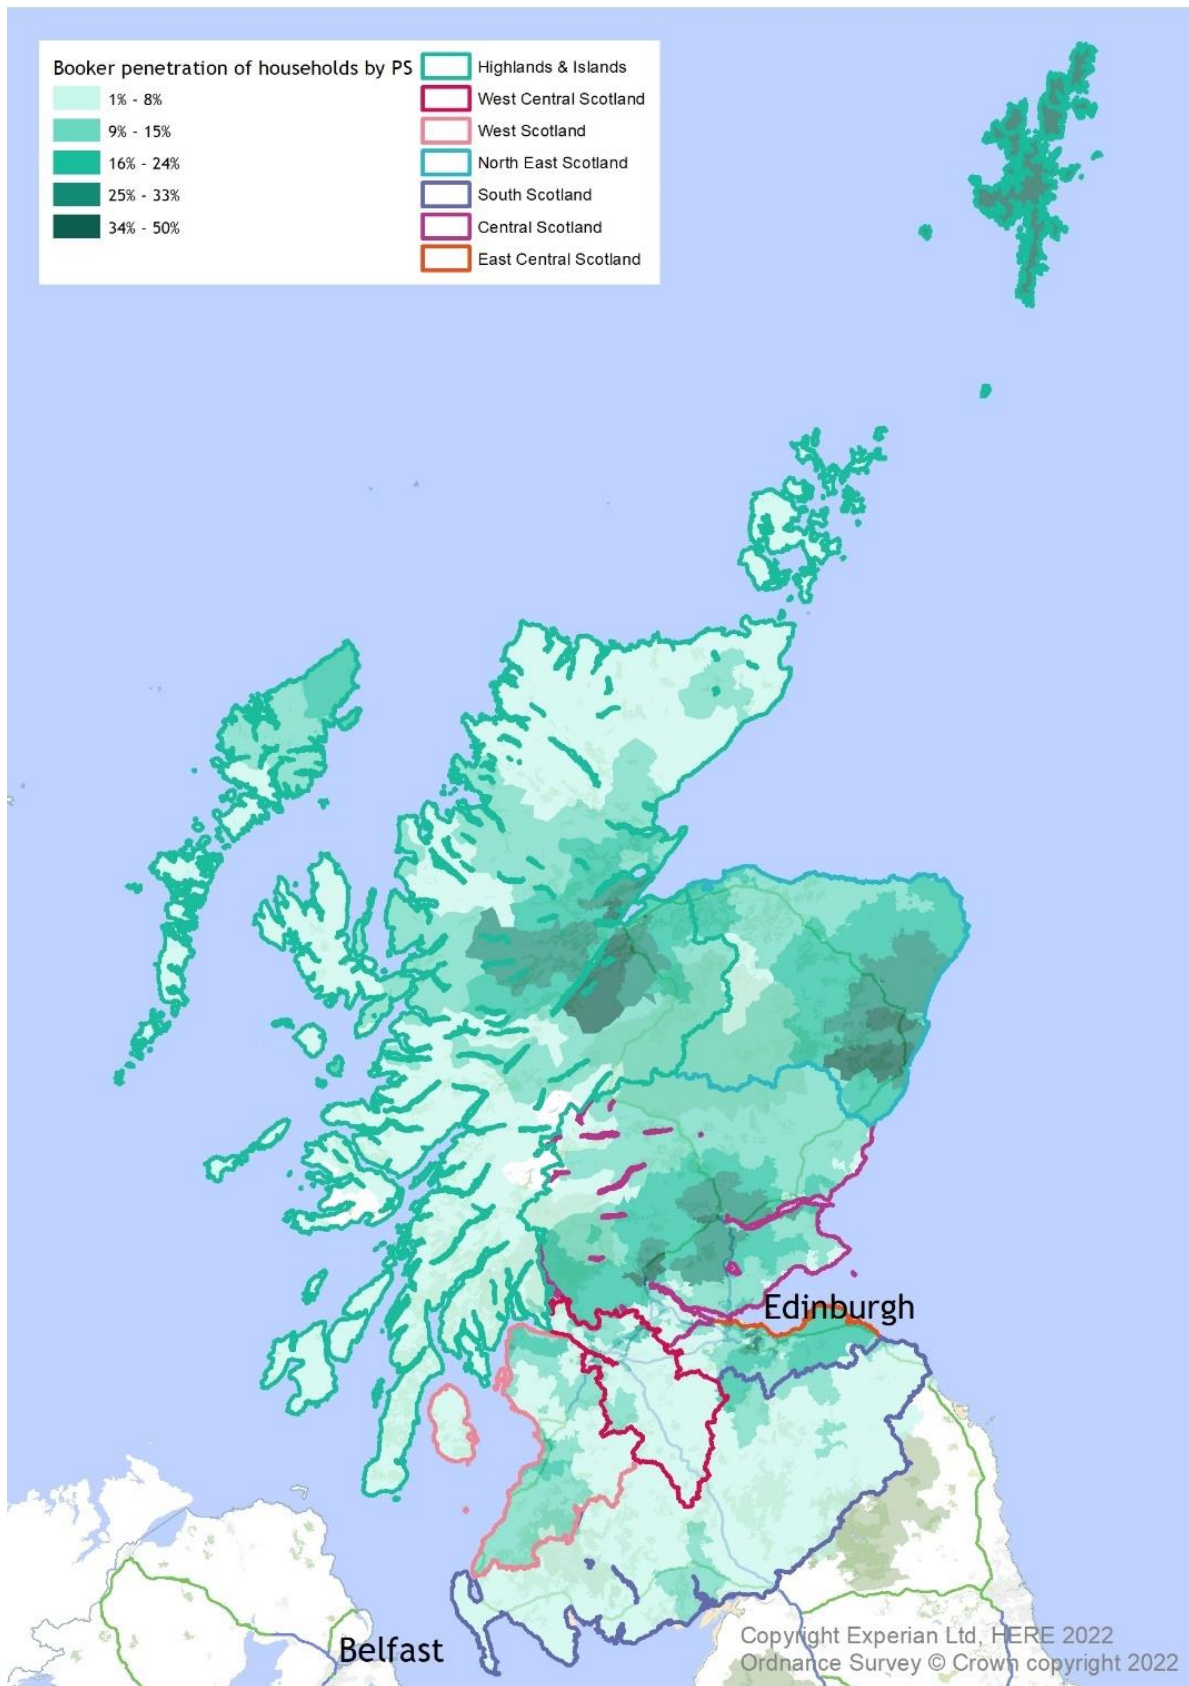 Booker penetration of households by PS
1% - 8%
9% - 15%
16% - 24%
25% - 33%
34% - 50%
Highlands & Islands
West Central Scotland
West Scotland
North East Scotland
South Scotland
Central Scotland
East Central Scotland
Edinburgh
Belfast
Copyright Experian Ltd, HERE 2022
Ordnance Survey © Crown copyright 2022